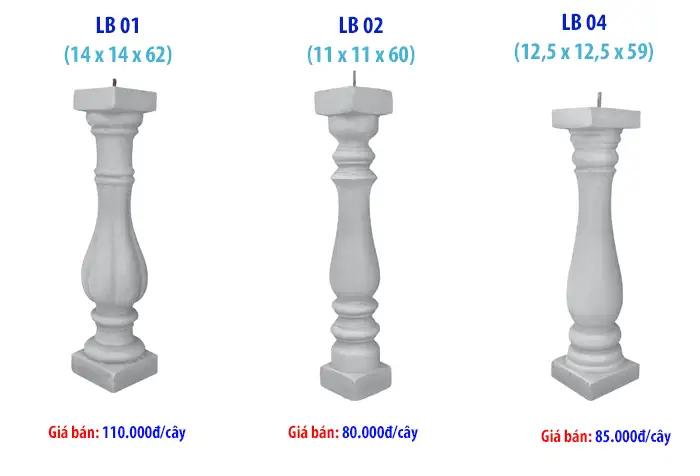 LB 01
(14 x 14 x 62)
LB 02
(11 x 11 x 60)
LB 04
(12,5 x 12,5 x 59)
Giá bán: 110.000đ/cây
Giá bán: 80.000đ/cây
Giá bán: 85.000đ/cây